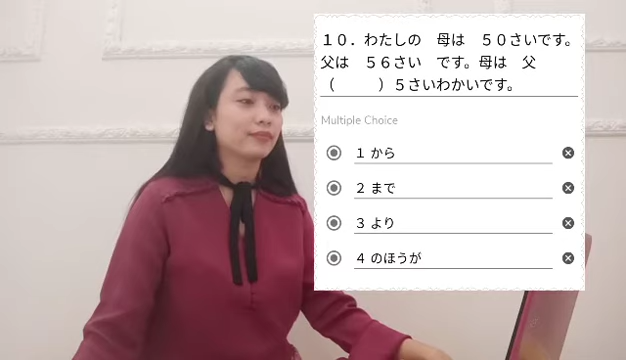 １０．わたしの　母は　５０さいです。
父は　５６さい　です。母は　父
（　　　）５さいわかいです。
Multiple Choice
１ から
２ まで
３ より
４ のほうが